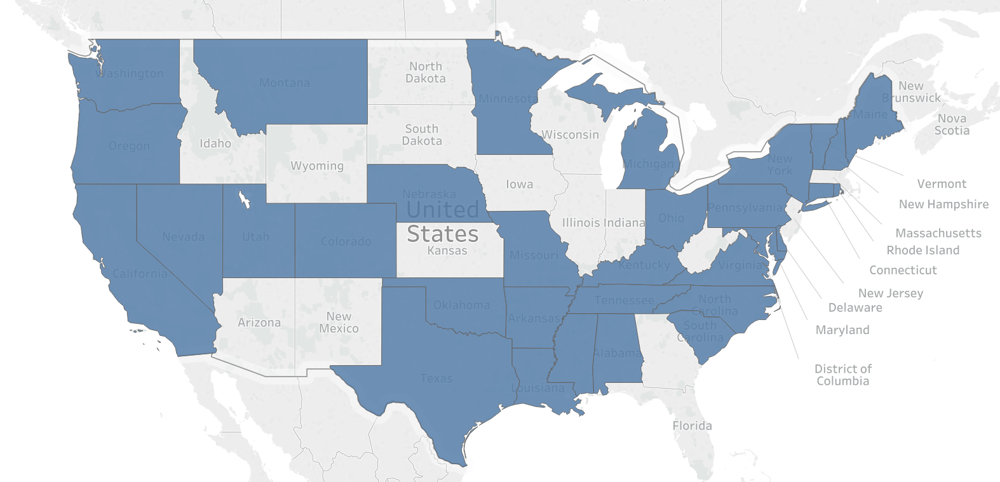 Washington
Montana
North
Dakota
Minnesota
New
Brunswick
Maine
Nova
Scotia
Oregon
Idaho
South
Dakota
Wisconsin
Wyoming
Michigan
New
York
Iowa
Vermont
Nebraska
New Hampshire
United
States
Nevada
Utah
Colorado
Kansas
Illinois
Indiana
Ohio
Pennsylvania
Massachusetts
Rhode Island
Connecticut
California
Missouri
Kentucky
Virginia
New Jersey
Delaware
Maryland
Arizona
New
Mexico
Oklahoma
Arkansas
Tennessee
North
Carolina
South
Carolina
Alabama
Texas
Louisiana
District of
Columbia
Florida